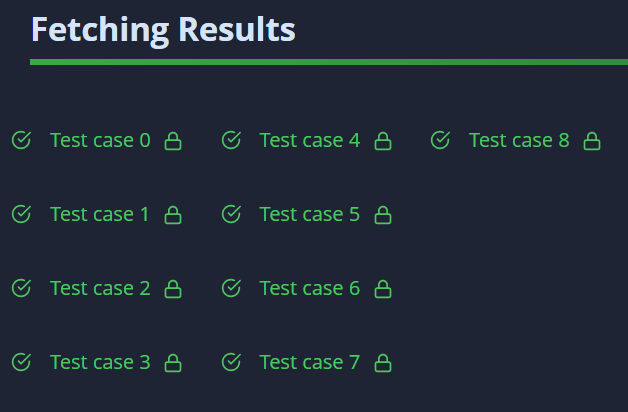 Fetching Results
Test case 0
Test case 4
Test case 8
Test case 1
Test case 5
Test case 2
Test case 6
Test case 3
Test case 7